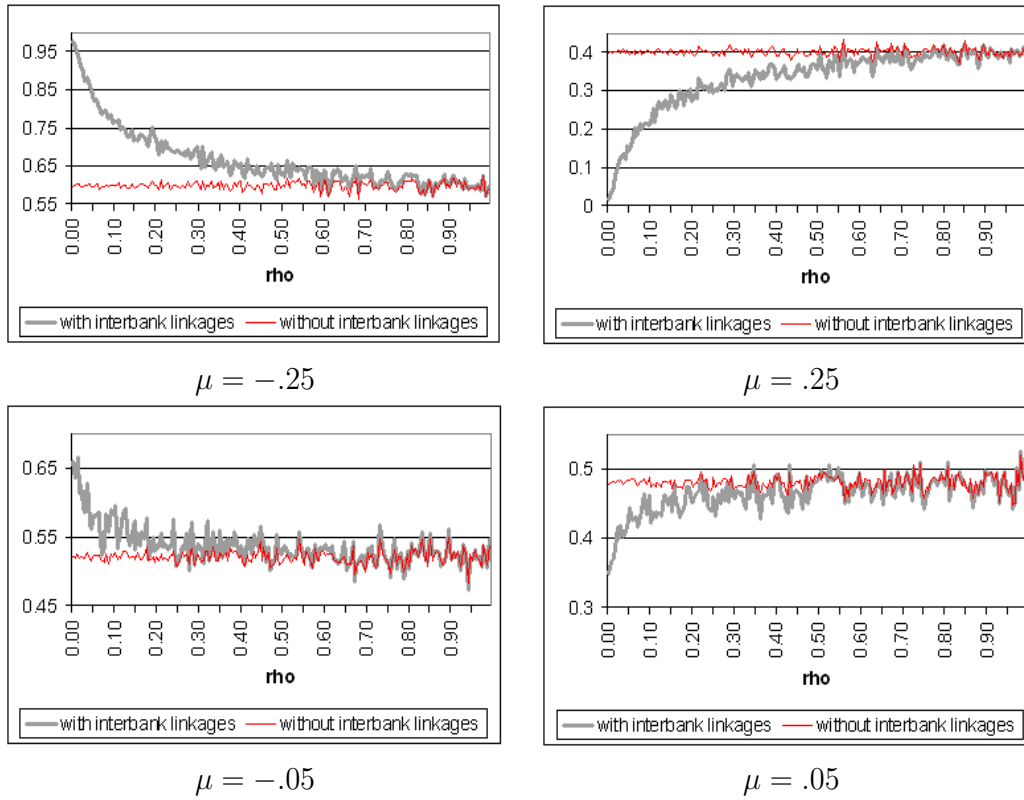 0.95
0.85
0.75
0.65
0.55
0.00 0.10 0.20 0.30 0.40 0.50 0.60 0.70 0.80 0.90
rho
with interbank linkages without interbank linkages
μ = −.25
0.4
0.3
0.2
0.1
0
0.00 0.10 0.20 0.30 0.40 0.50 0.60 0.70 0.80 0.90
rho
with interbank linkages without interbank linkages
μ = .25
0.65
0.55
0.45
0.00 0.10 0.20 0.30 0.40 0.50 0.60 0.70 0.80 0.90
rho
with interbank linkages without interbank linkages
μ = −.05
0.5
0.4
0.3
0.00 0.10 0.20 0.30 0.40 0.50 0.60 0.70 0.80 0.90
rho
with interbank linkages without interbank linkages
μ = .05